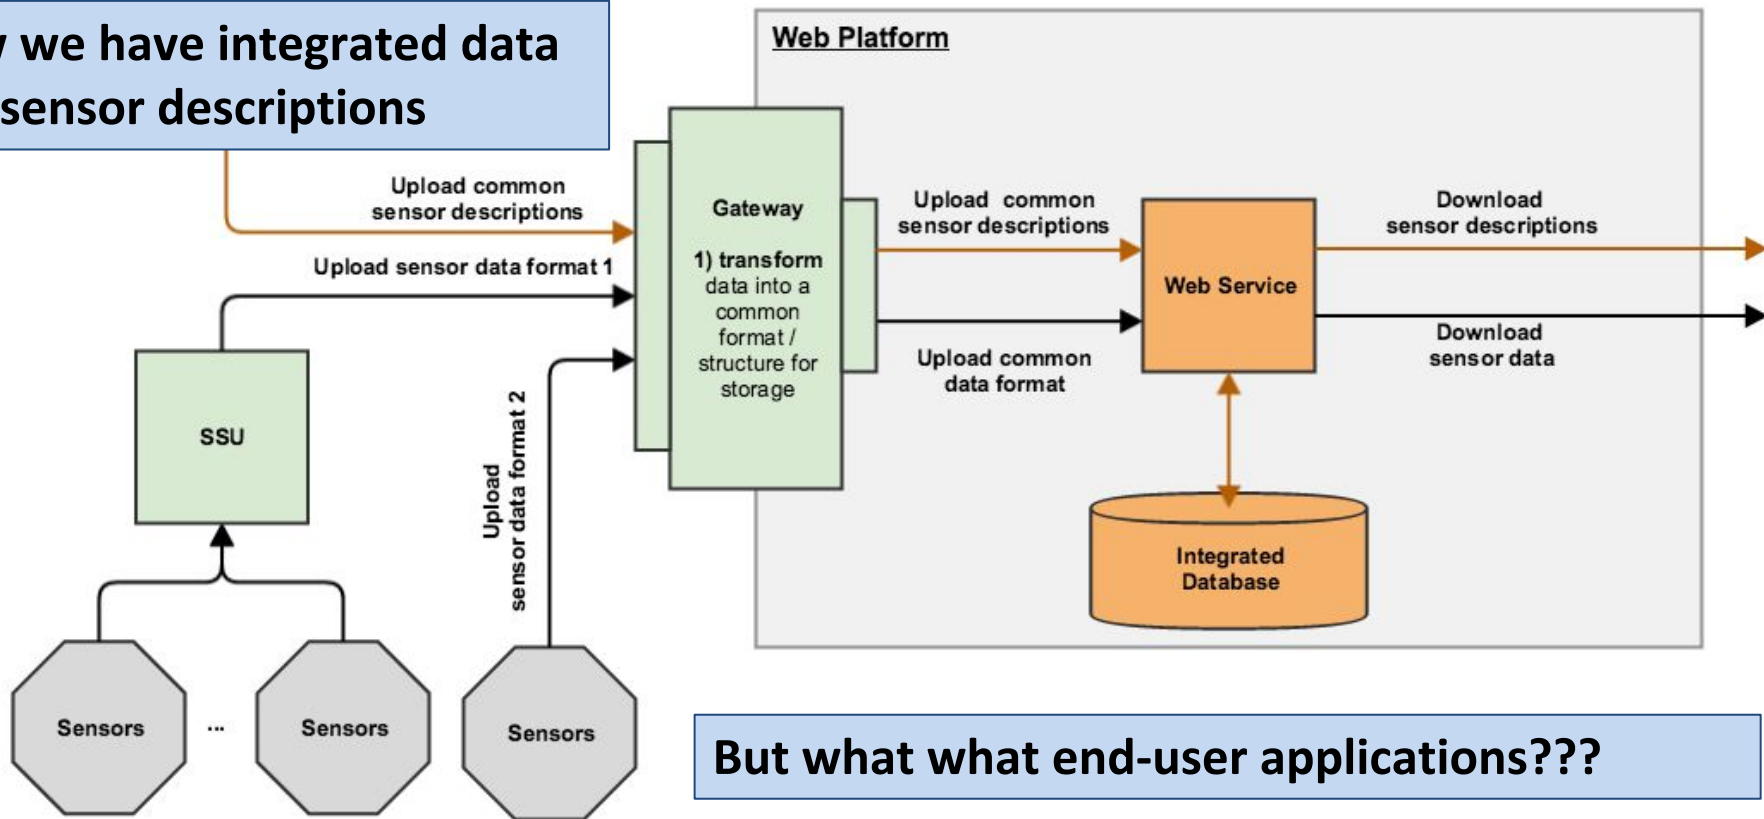 we have integrated data
sensor descriptions
Web Platform
Upload common
sensor descriptions
Upload sensor data format 1
Gateway
1) transform
data into a
common
format /
structure for
storage
Upload common
sensor descriptions
Upload common
data format
Web Service
Download
sensor descriptions
Download
sensor data
SSU
Upload
sensor data format 2
Integrated
Database
Sensors
...
Sensors
Sensors
But what what end-user applications???